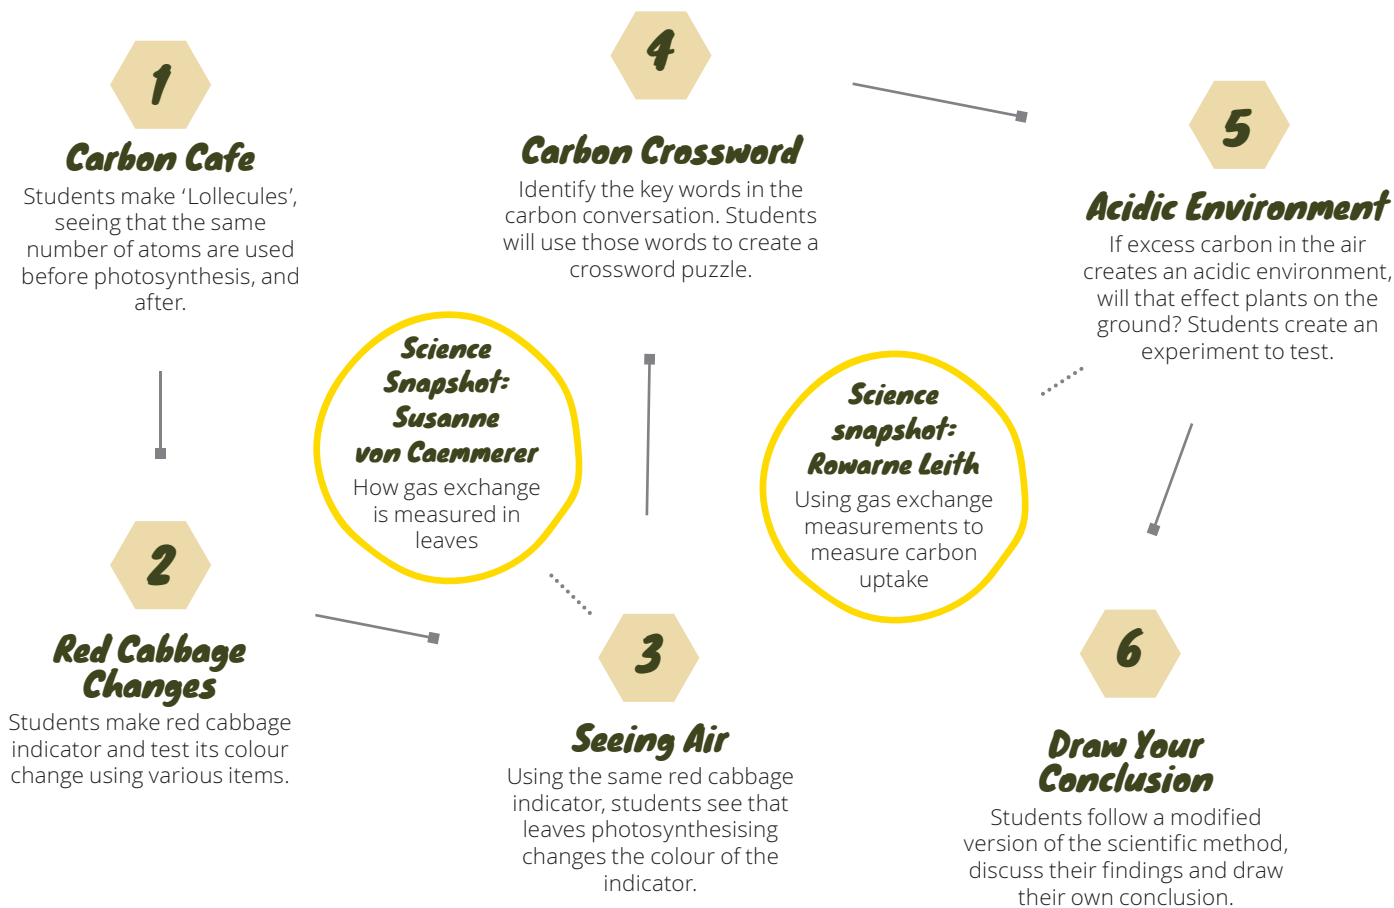 1
Carbon Cafe
Students make ‘Lollecules’,
seeing that the same
number of atoms are used
before photosynthesis, and
after.
2
Red Cabbage
Changes
Students make red cabbage
indicator and test its colour
change using various items.
Science
Snapshot:
Susanne
von Caemmerer
How gas exchange
is measured in
leaves
3
Seeing Air
Using the same red cabbage
indicator, students see that
leaves photosynthesising
changes the colour of the
indicator.
4
Carbon Crossword
Identify the key words in the
carbon conversation. Students
will use those words to create a
crossword puzzle.
5
Acidic Environment
If excess carbon in the air
creates an acidic environment,
will that effect plants on the
ground? Students create an
experiment to test.
Science
snapshot:
Rowarne Leith
Using gas exchange
measurements to
measure carbon
uptake
6
Draw Your
Conclusion
Students follow a modified
version of the scientific method,
discuss their findings and draw
their own conclusion.